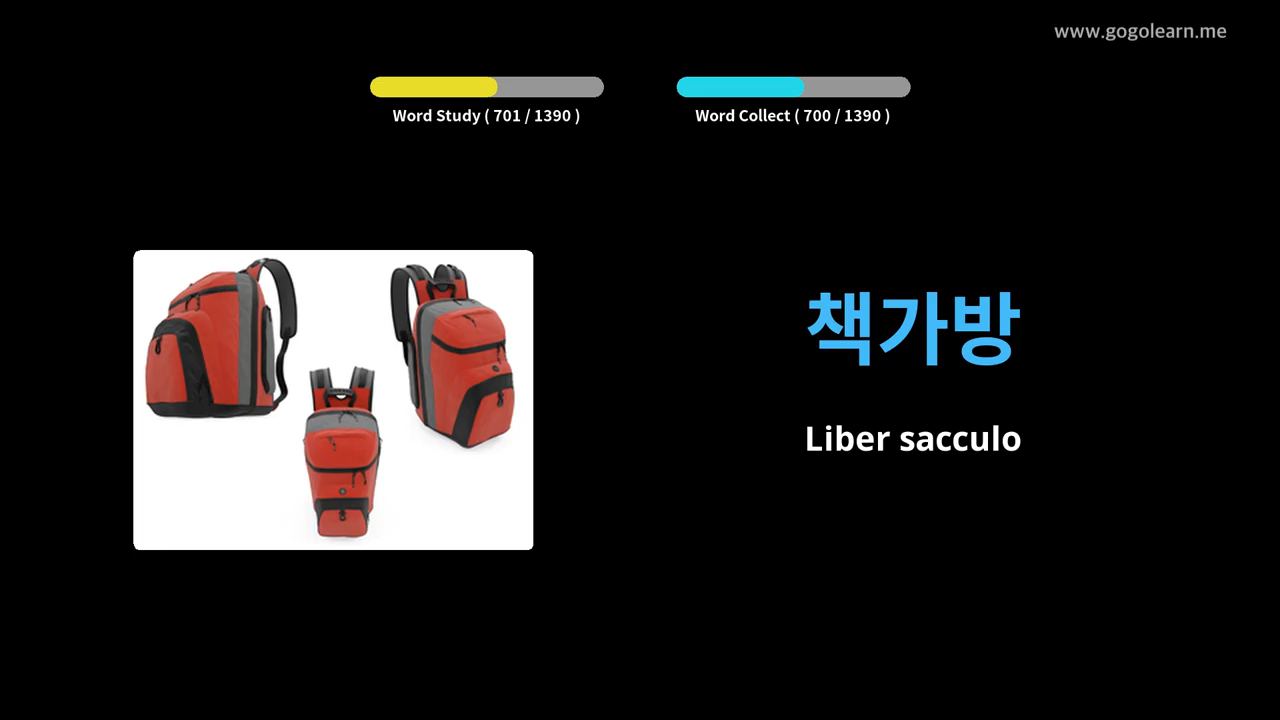 www.gogolearn.me
Word Study ( 701 / 1390 )
Word Collect ( 700 / 1390 )
책가방
Liber sacculo